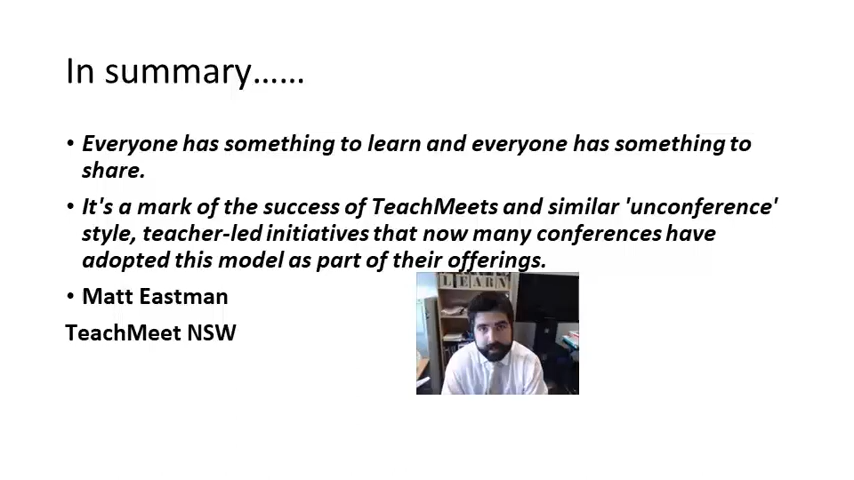 In summary……
• Everyone has something to learn and everyone has something to
share.
• It's a mark of the success of TeachMeets and similar 'unconference'
style, teacher-led initiatives that now many conferences have
adopted this model as part of their offerings.
• Matt Eastman
LEARN
TeachMeet NSW